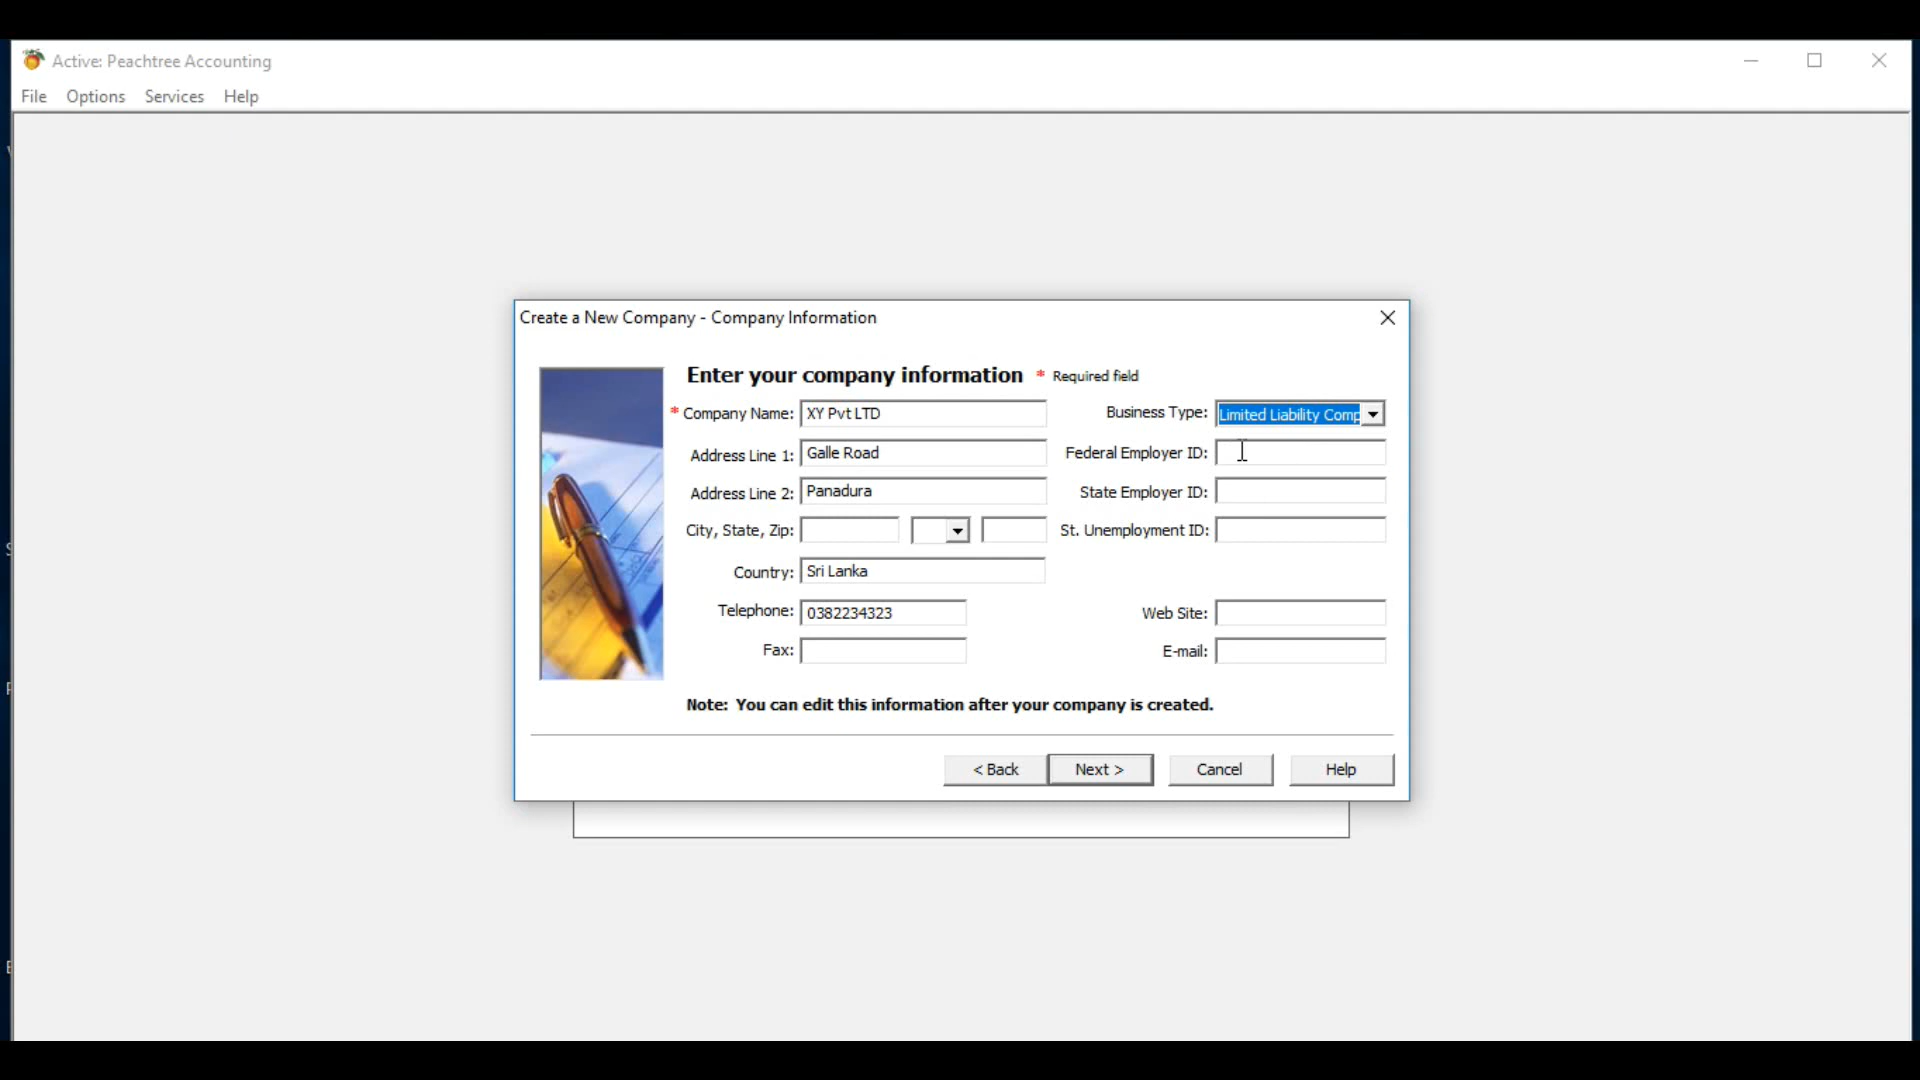 Active: Peachtree Accounting
File Options Services Help
Create a New Company - Company Information
Enter your company information * Required field
* Company Name: XY Pvt LTD
Business Type: Limited Liability Comp
Address Line 1: Galle Road
Federal Employer ID:
Address Line 2: Panadura
State Employer ID:
City, State, Zip:
St. Unemployment ID:
Country: Sri Lanka
Telephone: 0382234323
Web Site:
Fax:
E-mail:
Note: You can edit this information after your company is created.
< Back Next > Cancel Help